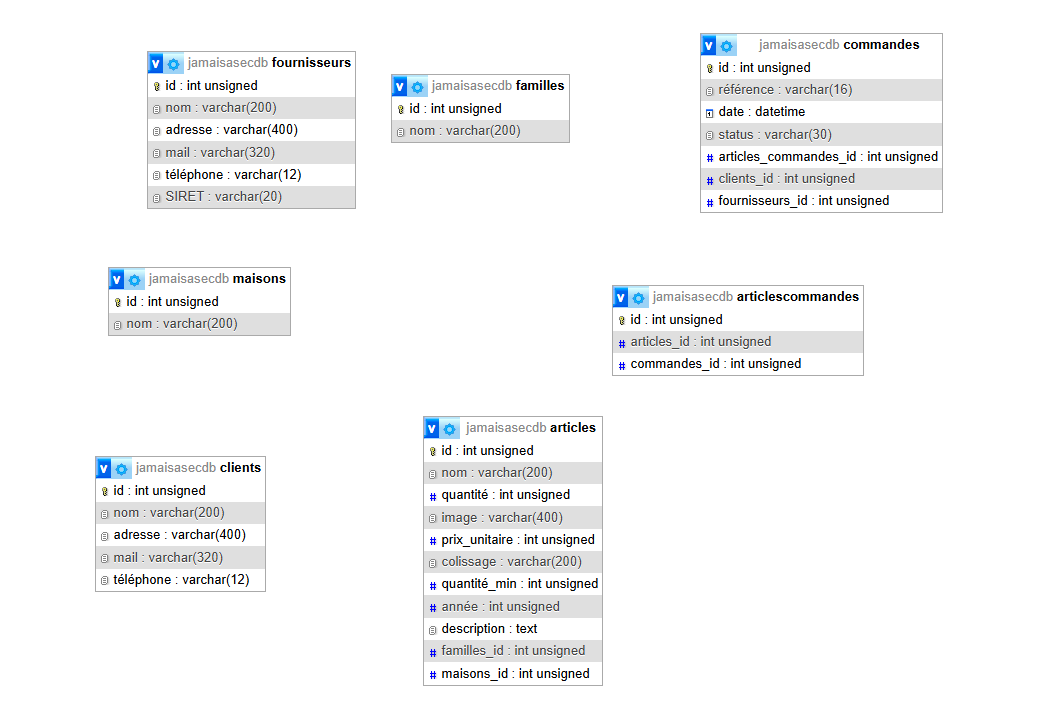 jamaisasecdb fournisseurs
id : int unsigned
nom : varchar(200)
adresse : varchar(400)
mail : varchar(320)
téléphone : varchar(12)
SIRET : varchar(20)
jamaisasecdb familles
id : int unsigned
nom : varchar(200)
jamaisasecdb commandes
id : int unsigned
référence : varchar(16)
date : datetime
status : varchar(30)
articles_commandes_id : int unsigned
clients_id : int unsigned
fournisseurs_id : int unsigned
jamaisasecdb maisons
id : int unsigned
nom : varchar(200)
jamaisasecdb articlescommandes
id : int unsigned
articles_id : int unsigned
commandes_id : int unsigned
jamaisasecdb clients
id : int unsigned
nom : varchar(200)
adresse : varchar(400)
mail : varchar(320)
téléphone : varchar(12)
jamaisasecdb articles
id : int unsigned
nom : varchar(200)
quantité : int unsigned
image : varchar(400)
prix_unitaire : int unsigned
colissage : varchar(200)
quantité_min : int unsigned
année : int unsigned
description : text
familles_id : int unsigned
maisons_id : int unsigned